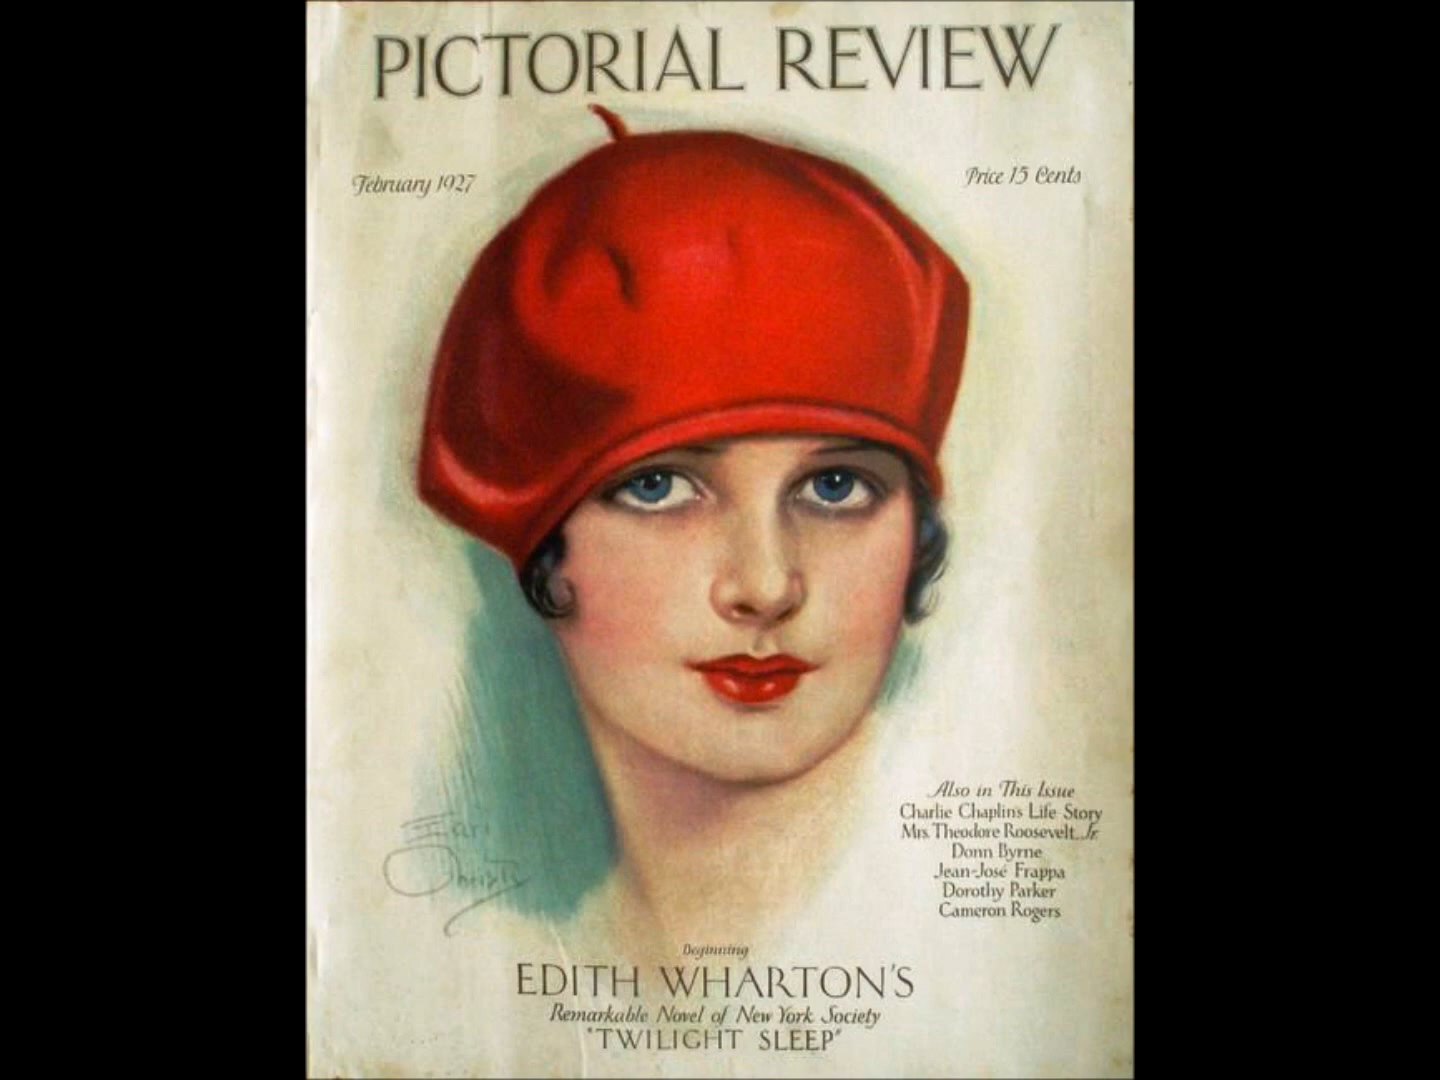 PICTORIAL REVIEW
February 1927
Price 15 Cents
Also in This Issue
Charlie Chaplin's Life Story
Mrs. Theodore Roosevelt Jr.
Donn Byrne
Jean-José Frappa
Dorothy Parker
Cameron Rogers
Earl
Christy
Beginning
EDITH WHARTON'S
Remarkable Novel of New York Society
"TWILIGHT SLEEP"